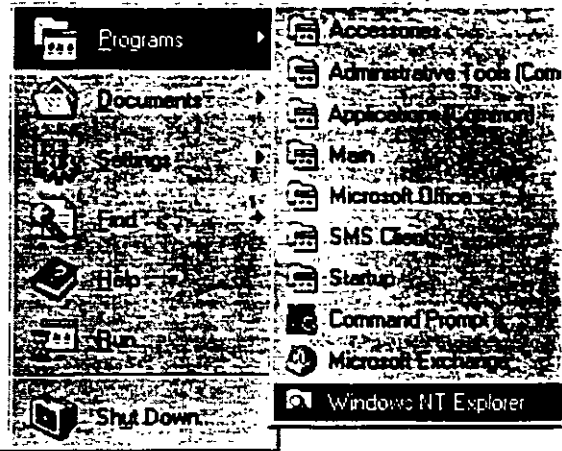 Programs
Documents
Settings
Find
Help
Run...
Shut Down...
Accessories
Administrative Tools (Com
Applications (Common)
Main
Microsoft Office
SMS Client
Startup
Command Prompt
Microsoft Exchange
Windows NT Explorer